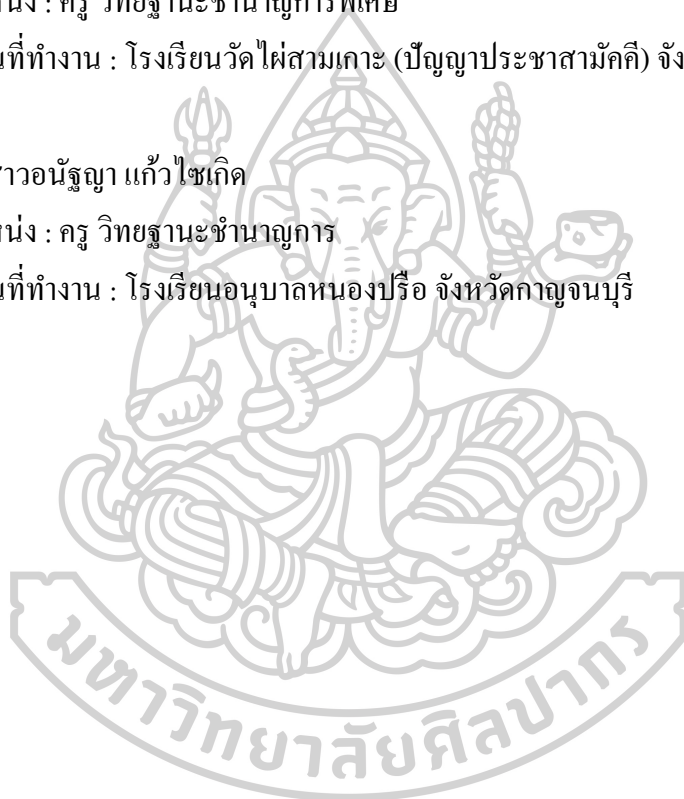 นง : ครู วิทยฐานะชำนาญการพิเศษ
นที่ทำงาน : โรงเรียนวัดไผ่สามเกาะ (ปัญญาประชาสามัคคี) จัง
าวอนัฐญา แก้วไซเกิด
หน่ง : ครู วิทยฐานะชำนาญการ
นที่ทำงาน : โรงเรียนอนุบาลหนองปรือ จังหวัดกาญจนบุรี
มหาวิทยาลัยศิลปากร